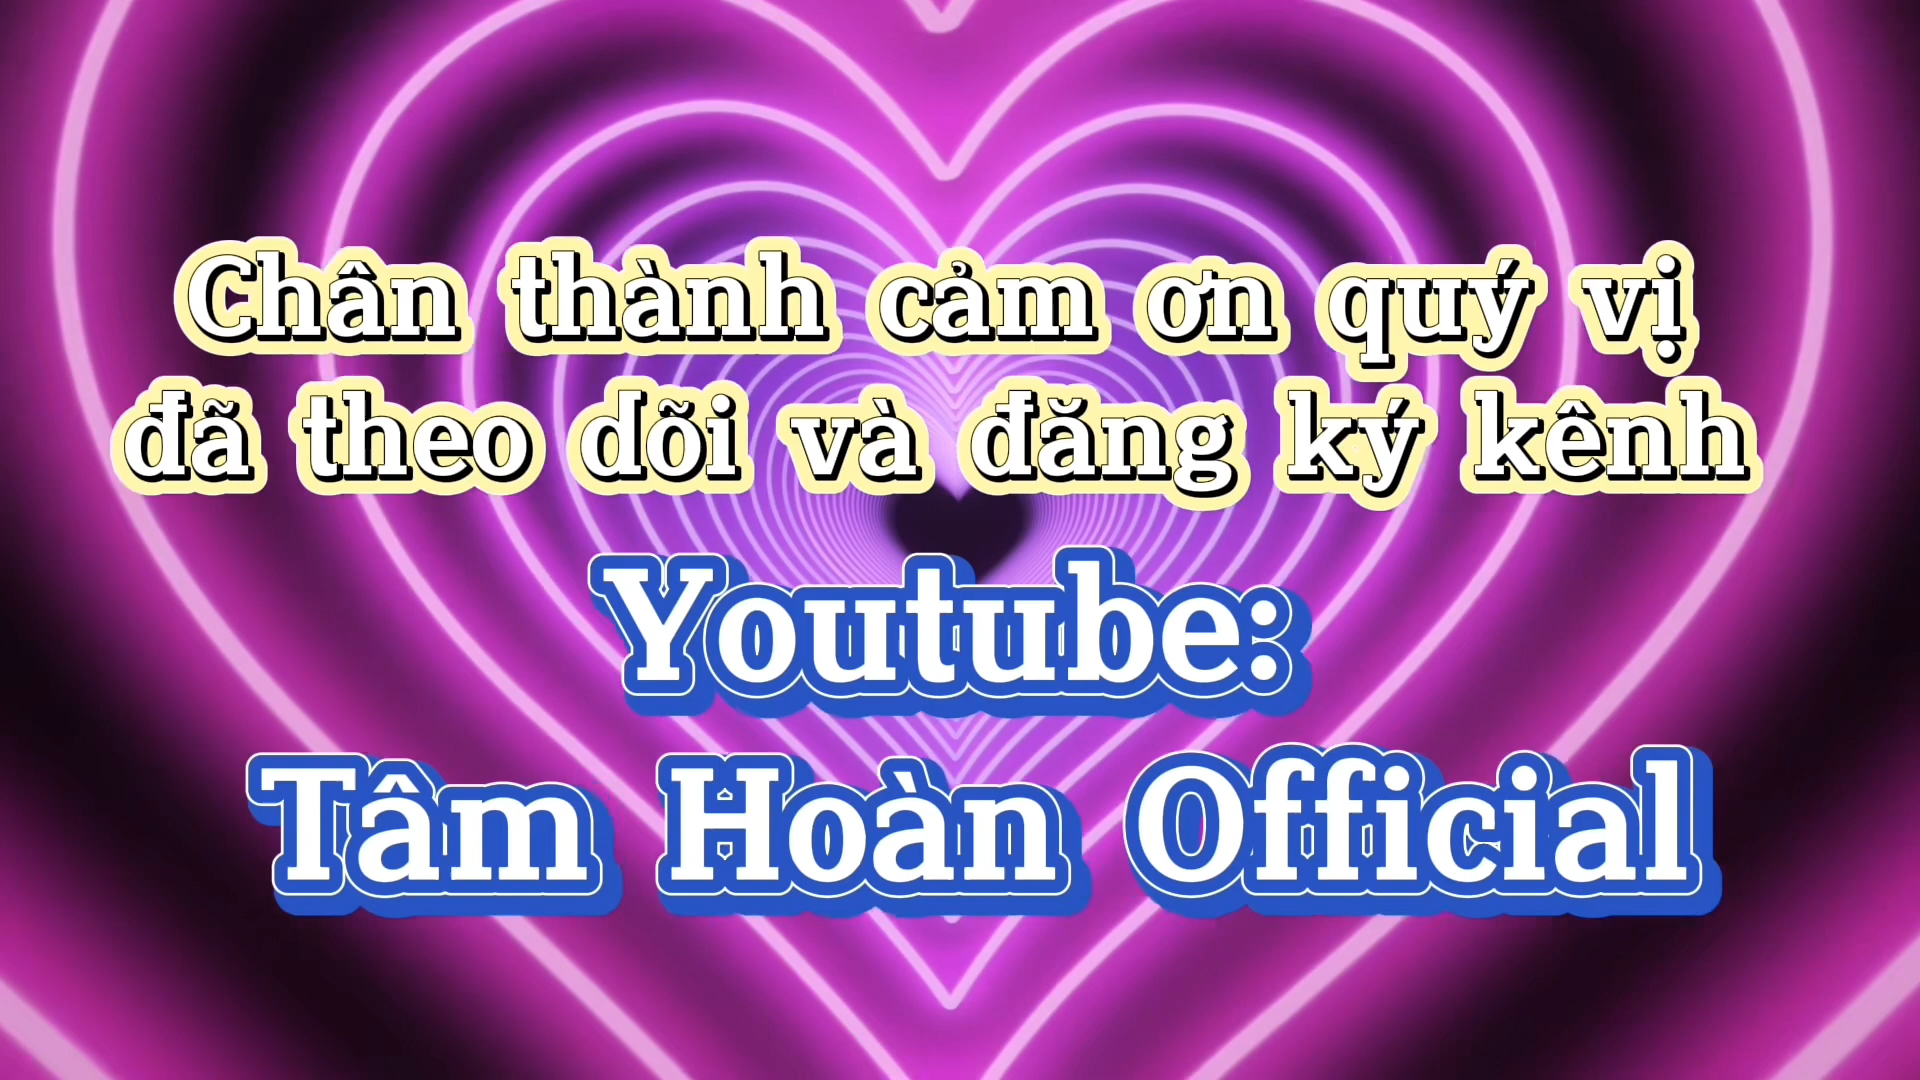 Chân thành cảm ơn quý vị
đã theo dõi và đăng ký kênh
Youtube:
Tâm Hoàn Official